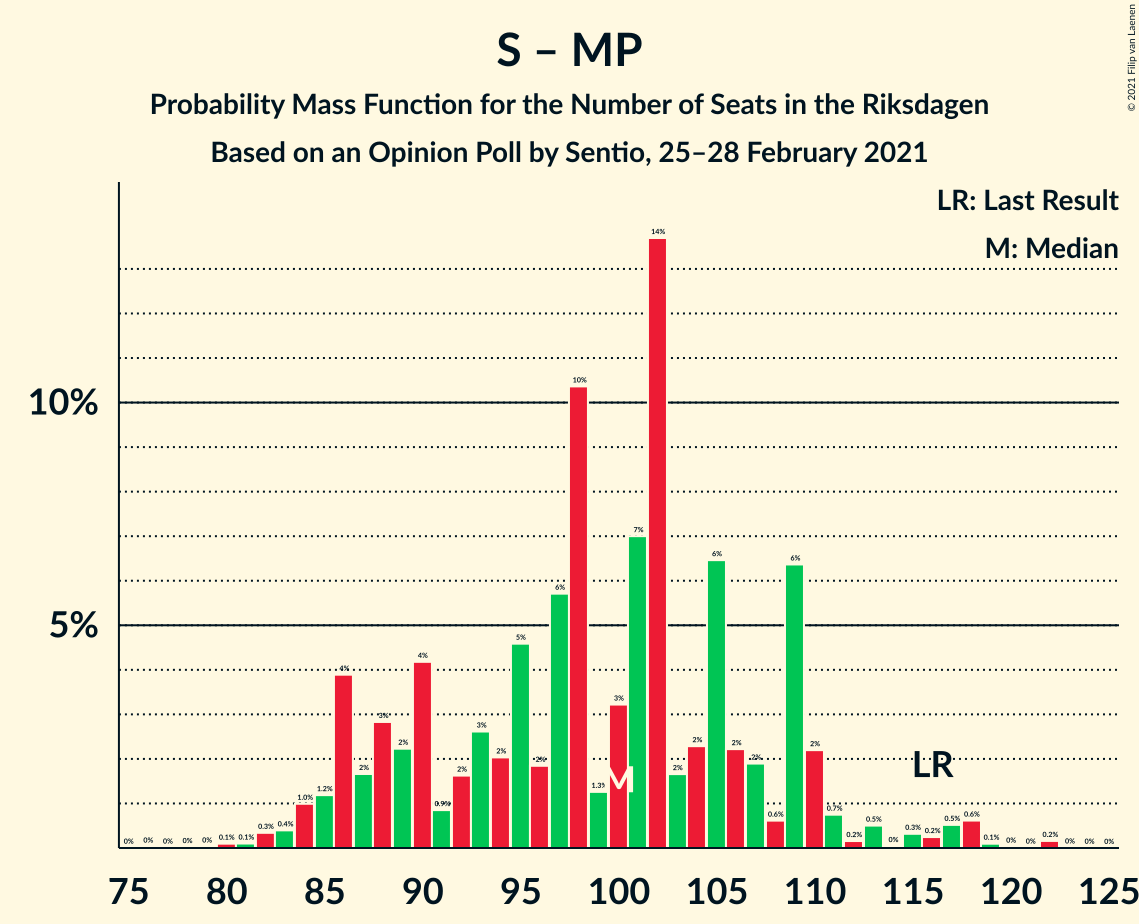 S – MP
Probability Mass Function for the Number of Seats in the Riksdagen
Based on an Opinion Poll by Sentio, 25–28 February 2021
© 2021 Filip van Laenen
LR: Last Result
M: Median
10%
5%
0% 0% 0% 0% 0% 0.1% 0.1% 0.3% 0.4% 1.0% 1.2% 4% 2% 3% 2% 4% 0.9% 2% 3% 2% 5% 2% 6% 10% 1.3% 3% 7% 14% 2% 2% 6% 2% 2% 0.6% 6% 2% 0.7% 0.2% 0.5% 0% 0.3% 0.2% 0.5% 0.6% 0.1% 0% 0% 0.2% 0% 0% 0%
M
LR
75 80 85 90 95 100 105 110 115 120 125